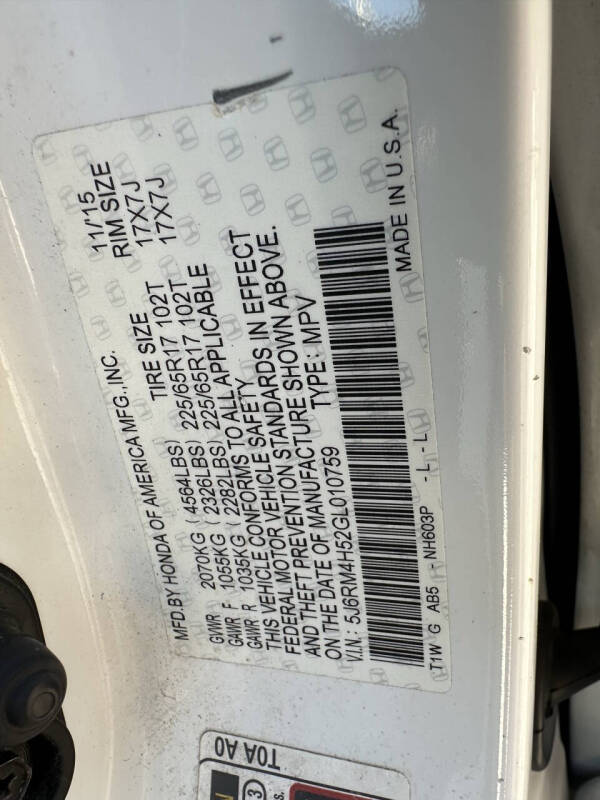 MFD.BY HONDA OF AMERICA MFG., INC. 11/'15
TIRE SIZE RIM SIZE
GVWR 2070KG ( 4564LBS) 225/65R17 102T 17X7J
GAWR F 1055KG ( 2326LBS) 225/65R17 102T 17X7J
GAWR R 1035KG ( 2282LBS)
THIS VEHICLE CONFORMS TO ALL APPLICABLE
FEDERAL MOTOR VEHICLE SAFETY
AND THEFT PREVENTION STANDARDS IN EFFECT
ON THE DATE OF MANUFACTURE SHOWN ABOVE.
V.I.N.: 5J6RM4H52GL010759 TYPE: MPV
T1W G AB5 - NH603P - L - L MADE IN U.S.A.
T0A A0
3